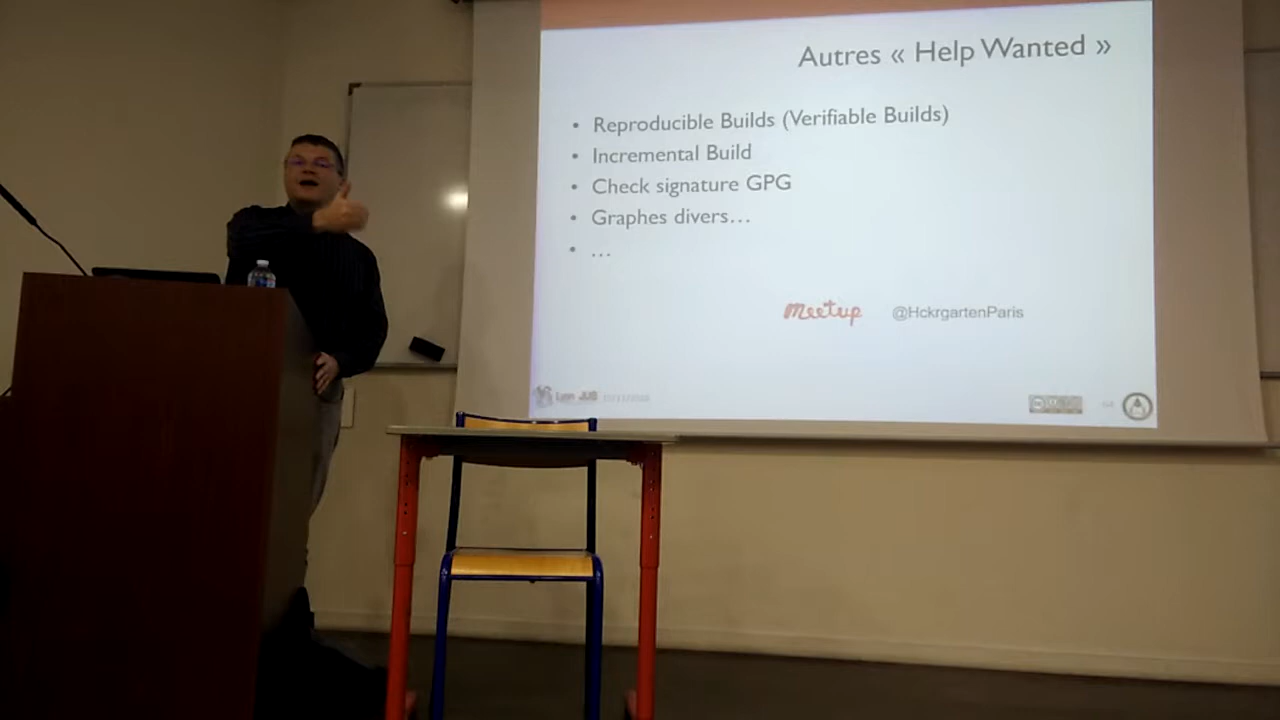 Autres « Help Wanted »
• Reproducible Builds (Verifiable Builds)
• Incremental Build
• Check signature GPG
• Graphes divers…
• …
Meetup @HckrgartenParis
Lyon JUG